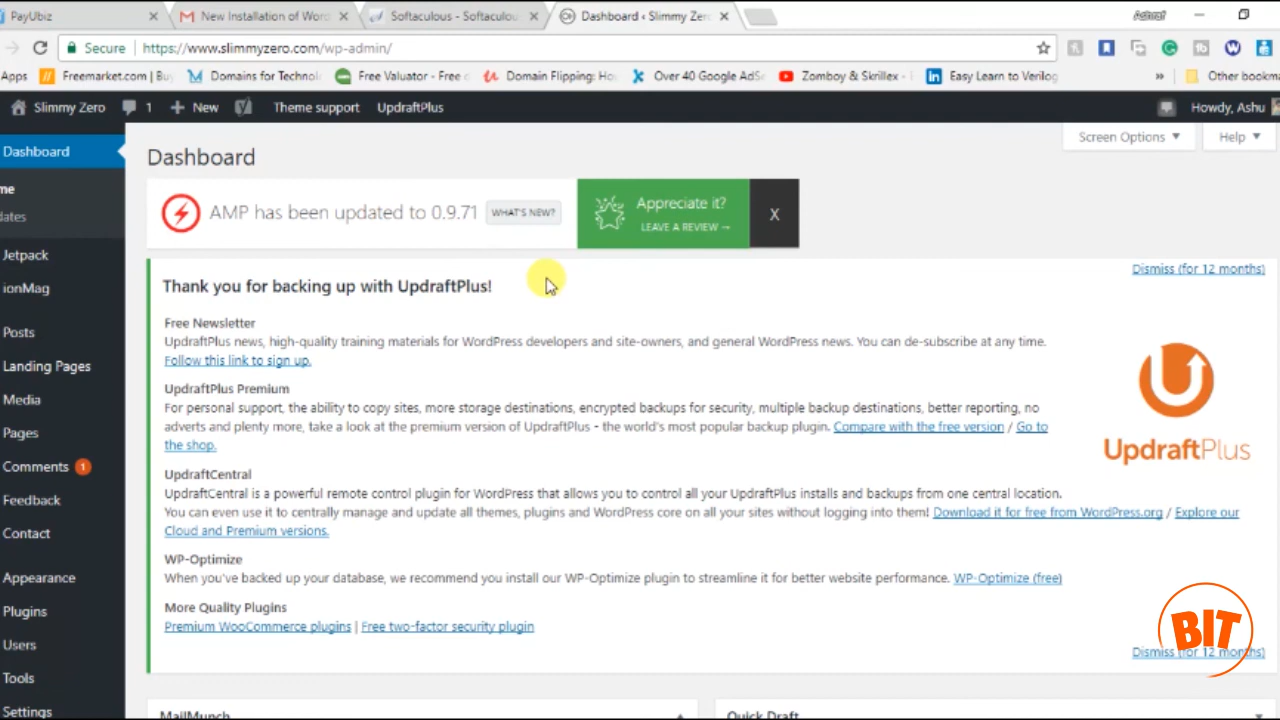 PayUbiz
New Installation of Wor
Softaculous - Softaculou
Dashboard ‹ Slimmy Zer
Ashraf
Secure
https://www.slimmyzero.com/wp-admin/
Apps
Freemarket.com | Bu
Domains for Technol
Free Valuator - Free
Domain Flipping: Ho
Over 40 Google AdSe
Zomboy & Skrillex -
Easy Learn to Verilog
»
Other bookma
Slimmy Zero
1
New
Theme support
UpdraftPlus
Howdy, Ashu
Screen Options
Help
Dashboard
me
dates
Jetpack
ionMag
Posts
Landing Pages
Media
Pages
Comments 1
Feedback
Contact
Appearance
Plugins
Users
Tools
Settings
Dashboard
AMP has been updated to 0.9.71
WHAT'S NEW?
Appreciate it?
LEAVE A REVIEW →
X
Dismiss (for 12 months)
Thank you for backing up with UpdraftPlus!
Free Newsletter
UpdraftPlus news, high-quality training materials for WordPress developers and site-owners, and general WordPress news. You can de-subscribe at any time.
Follow this link to sign up.
UpdraftPlus Premium
For personal support, the ability to copy sites, more storage destinations, encrypted backups for security, multiple backup destinations, better reporting, no
adverts and plenty more, take a look at the premium version of UpdraftPlus - the world's most popular backup plugin. Compare with the free version / Go to
the shop.
UpdraftCentral
UpdraftCentral is a powerful remote control plugin for WordPress that allows you to control all your UpdraftPlus installs and backups from one central location.
You can even use it to centrally manage and update all themes, plugins and WordPress core on all your sites without logging into them! Download it for free from WordPress.org / Explore our
Cloud and Premium versions.
WP-Optimize
When you've backed up your database, we recommend you install our WP-Optimize plugin to streamline it for better website performance. WP-Optimize (free)
More Quality Plugins
Premium WooCommerce plugins | Free two-factor security plugin
UpdraftPlus
BIT
Dismiss (for 12 months)
MailMunch
Quick Draft